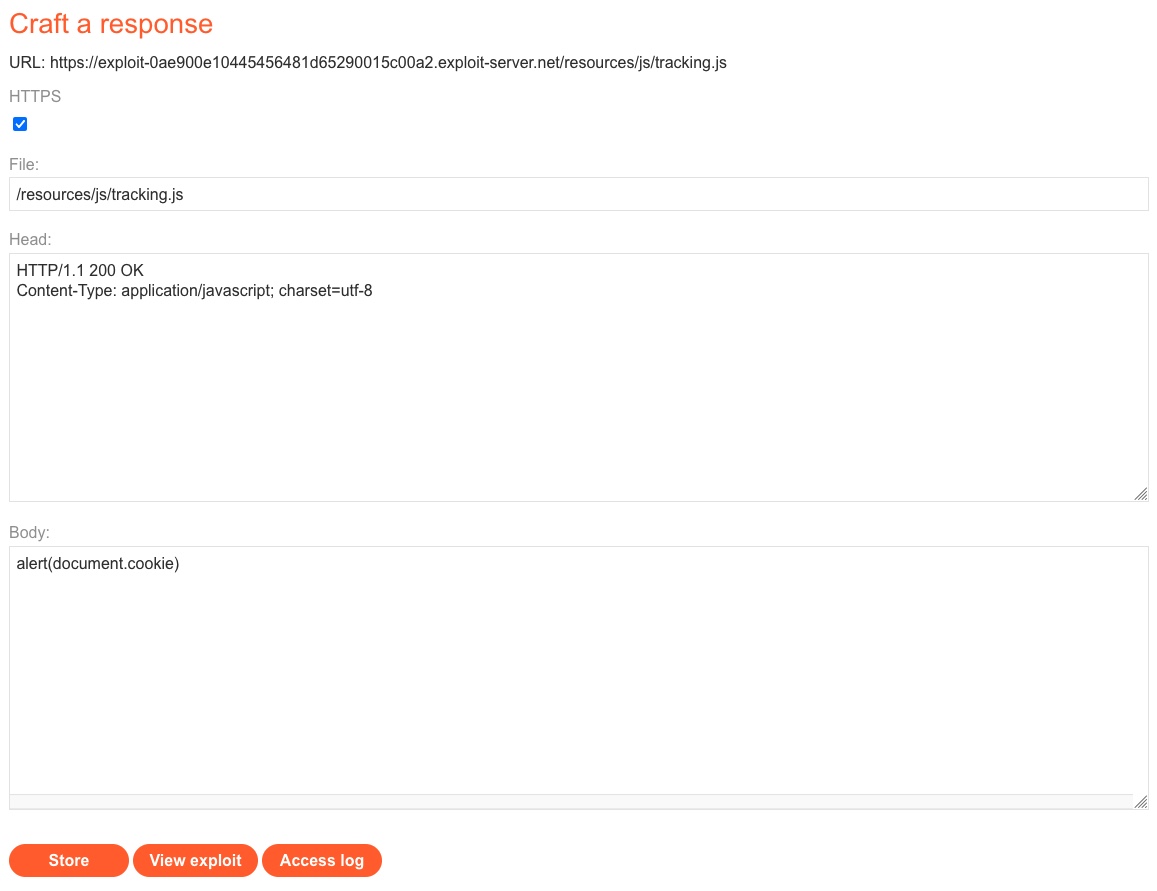 Craft a response
URL: https://exploit-0ae900e10445456481d65290015c00a2.exploit-server.net/resources/js/tracking.js
HTTPS
File:
/resources/js/tracking.js
Head:
HTTP/1.1 200 OK
Content-Type: application/javascript; charset=utf-8
Body:
alert(document.cookie)
Store View exploit Access log